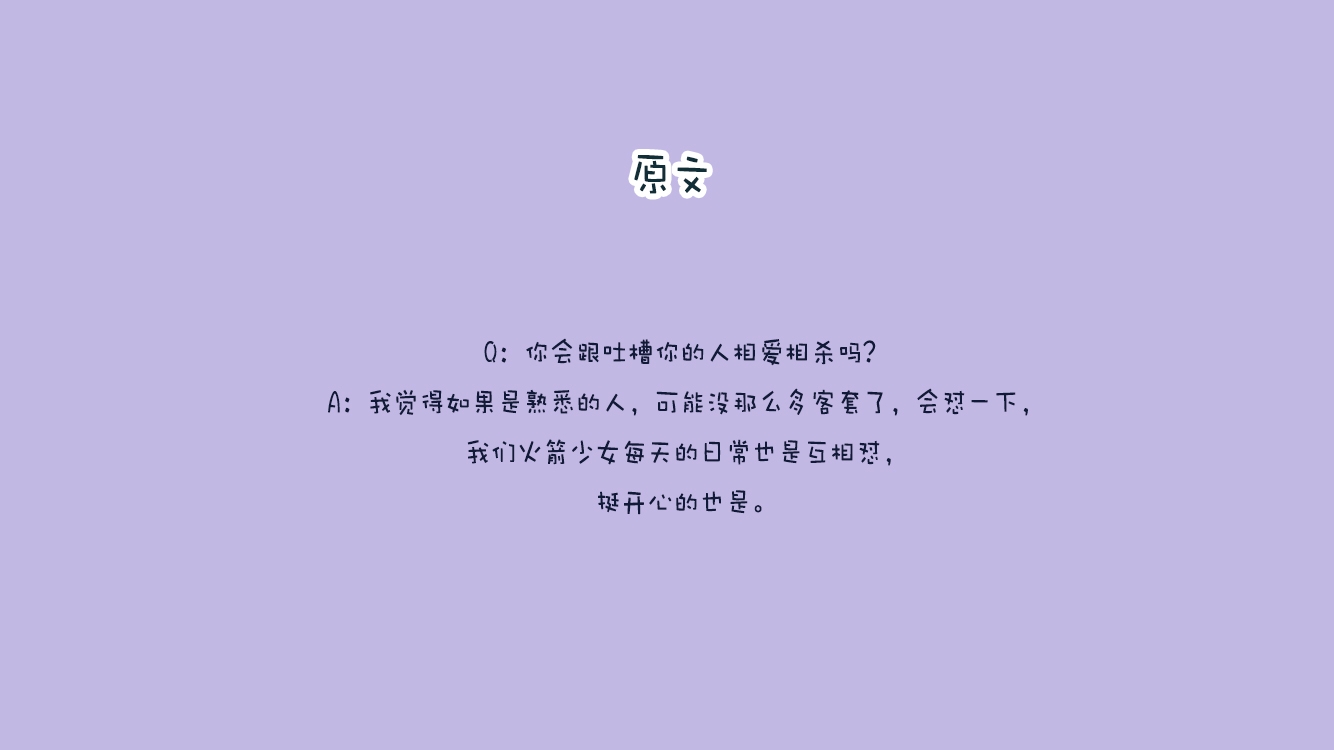 原文
Q：你会跟吐槽你的人相爱相杀吗？
A：我觉得如果是熟悉的人，可能没那么多客套了，会怼一下，
我们火箭少女每天的日常也是互相怼，
挺开心的也是。